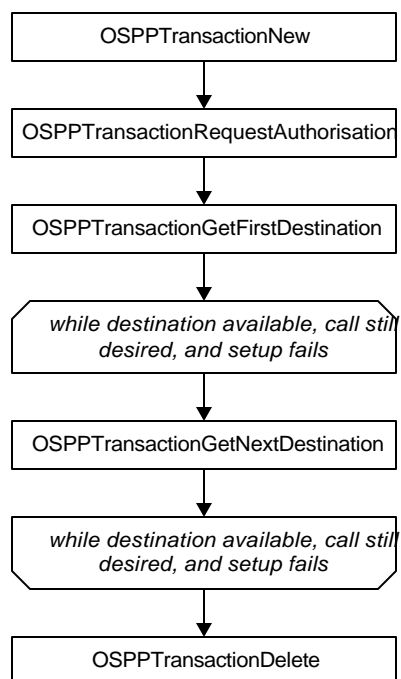 OSPPTransactionNew
OSPPTransactionRequestAuthorisation
OSPPTransactionGetFirstDestination
while destination available, call still
desired, and setup fails
OSPPTransactionGetNextDestination
while destination available, call still
desired, and setup fails
OSPPTransactionDelete